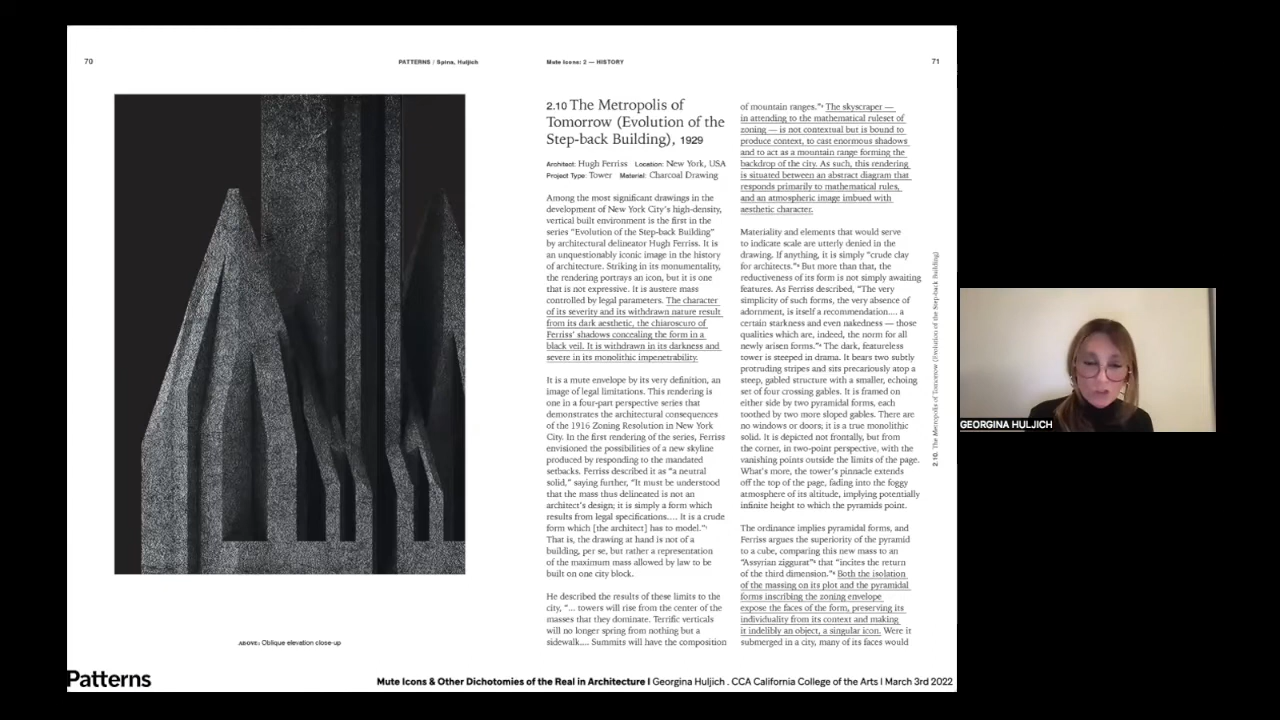 70
PATTERNS / Spina, Huljich
Mute Icons: 2 — HISTORY
71
2.10 The Metropolis of
Tomorrow (Evolution of the
Step-back Building), 1929
Architect: Hugh Ferriss Location: New York, USA
Project Type: Tower Material: Charcoal Drawing
Among the most significant drawings in the
development of New York City's high-density,
vertical built environment is the first in the
series "Evolution of the Step-back Building"
by architectural delineator Hugh Ferriss. It is
an unquestionably iconic image in the history
of architecture. Striking in its monumentality,
the rendering portrays an icon, but it is one
that is not expressive. It is austere mass
controlled by legal parameters. The character
of its severity and its withdrawn nature result
from its dark aesthetic, the chiaroscuro of
Ferriss' shadows concealing the form in a
black veil. It is withdrawn in its darkness and
severe in its monolithic impenetrability.
It is a mute envelope by its very definition, an
image of legal limitations. This rendering is
one in a four-part perspective series that
demonstrates the architectural consequences
of the 1916 Zoning Resolution in New York
City. In the first rendering of the series, Ferriss
envisioned the possibilities of a new skyline
produced by responding to the mandated
setbacks. Ferriss described it as "a neutral
solid," saying further, "It must be understood
that the mass thus delineated is not an
architect's design; it is simply a form which
results from legal specifications.... It is a crude
form which [the architect] has to model."¹
That is, the drawing at hand is not of a
building, per se, but rather a representation
of the maximum mass allowed by law to be
built on one city block.
He described the results of these limits to the
city, "... towers will rise from the center of the
masses that they dominate. Terrific verticals
will no longer spring from nothing but a
sidewalk.... Summits will have the composition
of mountain ranges." The skyscraper —
in attending to the mathematical ruleset of
zoning — is not contextual but is bound to
produce context, to cast enormous shadows
and to act as a mountain range forming the
backdrop of the city. As such, this rendering
is situated between an abstract diagram that
responds primarily to mathematical rules,
and an atmospheric image imbued with
aesthetic character.
Materiality and elements that would serve
to indicate scale are utterly denied in the
drawing. If anything, it is simply "crude clay
for architects." But more than that, the
reductiveness of its form is not simply awaiting
features. As Ferriss described, "The very
simplicity of such forms, the very absence of
adornment, is itself a recommendation.... a
certain starkness and even nakedness — those
qualities which are, indeed, the norm for all
newly arisen forms." The dark, featureless
tower is steeped in drama. It bears two subtly
protruding stripes and sits precariously atop a
steep, gabled structure with a smaller, echoing
set of four crossing gables. It is framed on
either side by two pyramidal forms, each
toothed by two more sloped gables. There are
no windows or doors; it is a true monolithic
solid. It is depicted not frontally, but from
the corner, in two-point perspective, with the
vanishing points outside the limits of the page.
What's more, the tower's pinnacle extends
off the top of the page, fading into the foggy
atmosphere of its altitude, implying potentially
infinite height to which the pyramids point.
The ordinance implies pyramidal forms, and
Ferriss argues the superiority of the pyramid
to a cube, comparing this new mass to an
"Assyrian ziggurat" that "incites the return
of the third dimension." Both the isolation
of the massing on its plot and the pyramidal
forms inscribing the zoning envelope
expose the faces of the form, preserving its
individuality from its context and making
it indelibly an object, a singular icon. Were it
submerged in a city, many of its faces would
2.10. The Metropolis of Tomorrow (Evolution of the Step-back Building)
ABOVE: Oblique elevation close-up
GEORGINA HULJICH
Patterns
Mute Icons & Other Dichotomies of the Real in Architecture | Georgina Huljich . CCA California College of the Arts | March 3rd 2022